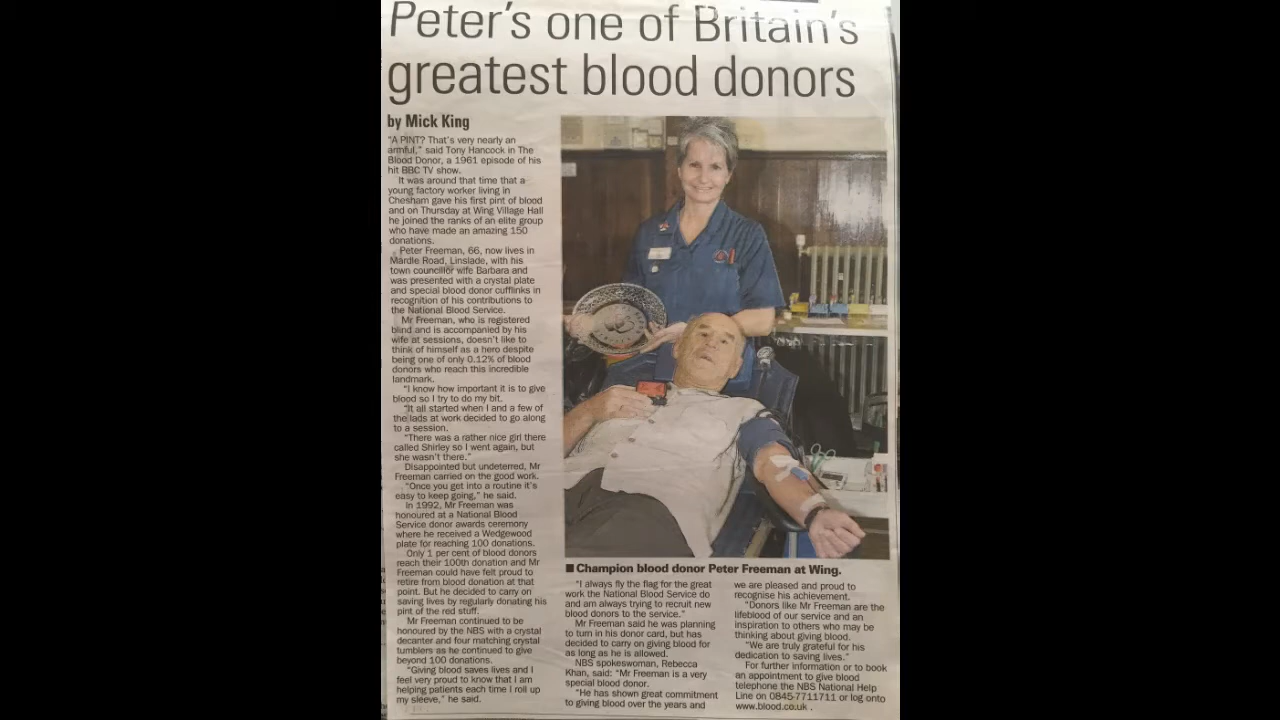 Peter's one of Britain's
greatest blood donors
by Mick King
"A PINT? That's very nearly an
armful," said Tony Hancock in The
Blood Donor, a 1961 episode of his
hit BBC TV show.
It was around that time that a
young factory worker living in
Chesham gave his first pint of blood
and on Thursday at Wing Village Hall
he joined the ranks of an elite group
who have made an amazing 150
donations.
Peter Freeman, 66, now lives in
Mardle Road, Linslade, with his
town councillor wife Barbara and
was presented with a crystal plate
and special blood donor cufflinks in
recognition of his contributions to
the National Blood Service.
Mr Freeman, who is registered
blind and is accompanied by his
wife at sessions, doesn't like to
think of himself as a hero despite
being one of only 0.12% of blood
donors who reach this incredible
landmark.
"I know how important it is to give
blood so I try to do my bit.
"It all started when I and a few of
the lads at work decided to go along
to a session.
"There was a rather nice girl there
called Shirley so I went again, but
she wasn't there."
Disappointed but undeterred, Mr
Freeman carried on the good work.
"Once you get into a routine it's
easy to keep going," he said.
In 1992, Mr Freeman was
honoured at a National Blood
Service donor awards ceremony
where he received a Wedgewood
plate for reaching 100 donations.
Only 1 per cent of blood donors
reach their 100th donation and Mr
Freeman could have felt proud to
retire from blood donation at that
point. But he decided to carry on
saving lives by regularly donating his
pint of the red stuff.
Mr Freeman continued to be
honoured by the NBS with a crystal
decanter and four matching crystal
tumblers as he continued to give
beyond 100 donations.
"Giving blood saves lives and I
feel very proud to know that I am
helping patients each time I roll up
my sleeve," he said.
■ Champion blood donor Peter Freeman at Wing.
"I always fly the flag for the great
work the National Blood Service do
and am always trying to recruit new
blood donors to the service."
Mr Freeman said he was planning
to turn in his donor card, but has
decided to carry on giving blood for
as long as he is allowed.
NBS spokeswoman, Rebecca
Khan, said: "Mr Freeman is a very
special blood donor.
"He has shown great commitment
to giving blood over the years and
we are pleased and proud to
recognise his achievement.
"Donors like Mr Freeman are the
lifeblood of our service and an
inspiration to others who may be
thinking about giving blood.
"We are truly grateful for his
dedication to saving lives."
For further information or to book
an appointment to give blood
telephone the NBS National Help
Line on 0845 7711711 or log onto
www.blood.co.uk .